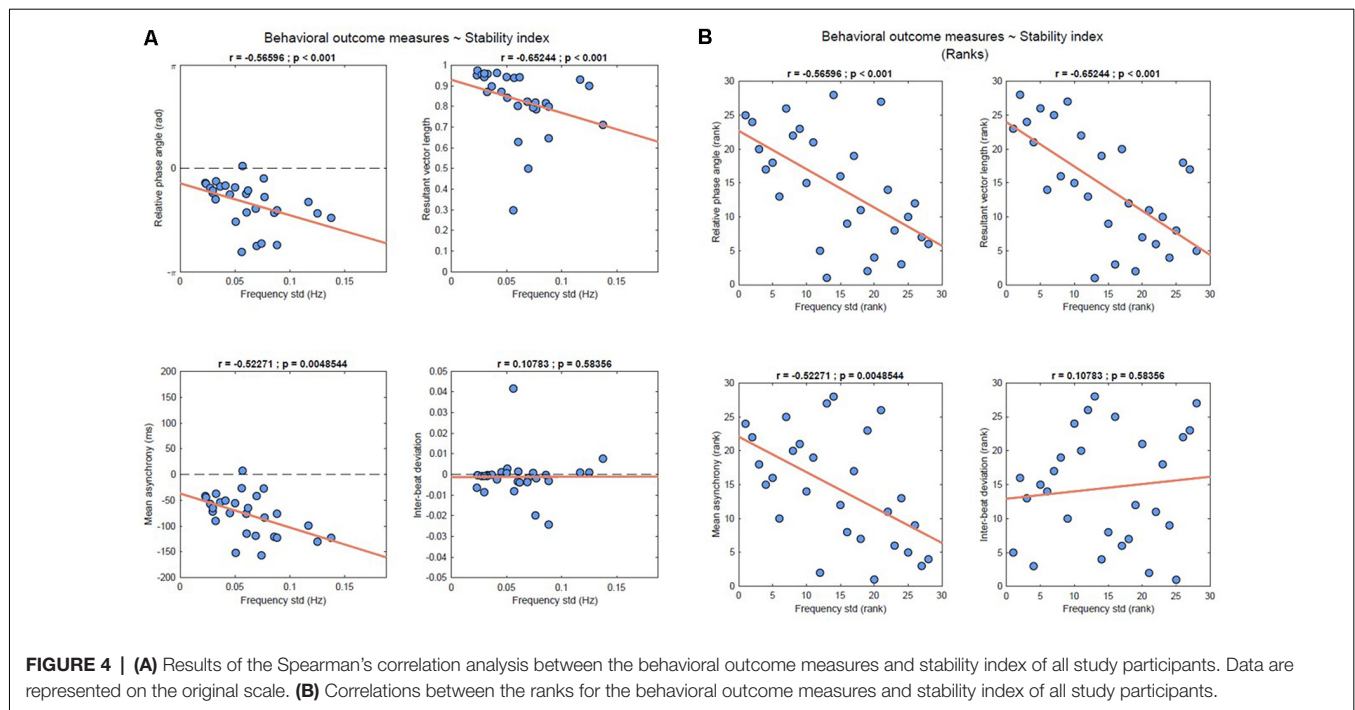 A
Behavioral outcome measures ~ Stability index
r = -0.56596 ; p < 0.001
π
0
-π
Relative phase angle (rad)
0 0.05 0.1 0.15
Frequency std (Hz)
r = -0.65244 ; p < 0.001
1
0.9
0.8
0.7
0.6
0.5
0.4
0.3
0.2
0.1
0
Resultant vector length
0 0.05 0.1 0.15
Frequency std (Hz)
r = -0.52271 ; p = 0.0048544
200
150
100
50
0
-50
-100
-150
-200
Mean asynchrony (ms)
0 0.05 0.1 0.15
Frequency std (Hz)
r = 0.10783 ; p = 0.58356
0.05
0.04
0.03
0.02
0.01
0
-0.01
-0.02
-0.03
-0.04
-0.05
Inter-beat deviation
0 0.05 0.1 0.15
Frequency std (Hz)
B
Behavioral outcome measures ~ Stability index
(Ranks)
r = -0.56596 ; p < 0.001
30
25
20
15
10
5
0
Relative phase angle (rank)
0 5 10 15 20 25 30
Frequency std (rank)
r = -0.65244 ; p < 0.001
30
25
20
15
10
5
0
Resultant vector length (rank)
0 5 10 15 20 25 30
Frequency std (rank)
r = -0.52271 ; p = 0.0048544
30
25
20
15
10
5
0
Mean asynchrony (rank)
0 5 10 15 20 25 30
Frequency std (rank)
r = 0.10783 ; p = 0.58356
30
25
20
15
10
5
0
Inter-beat deviation (rank)
0 5 10 15 20 25 30
Frequency std (rank)
FIGURE 4 | (A) Results of the Spearman's correlation analysis between the behavioral outcome measures and stability index of all study participants. Data are
represented on the original scale. (B) Correlations between the ranks for the behavioral outcome measures and stability index of all study participants.